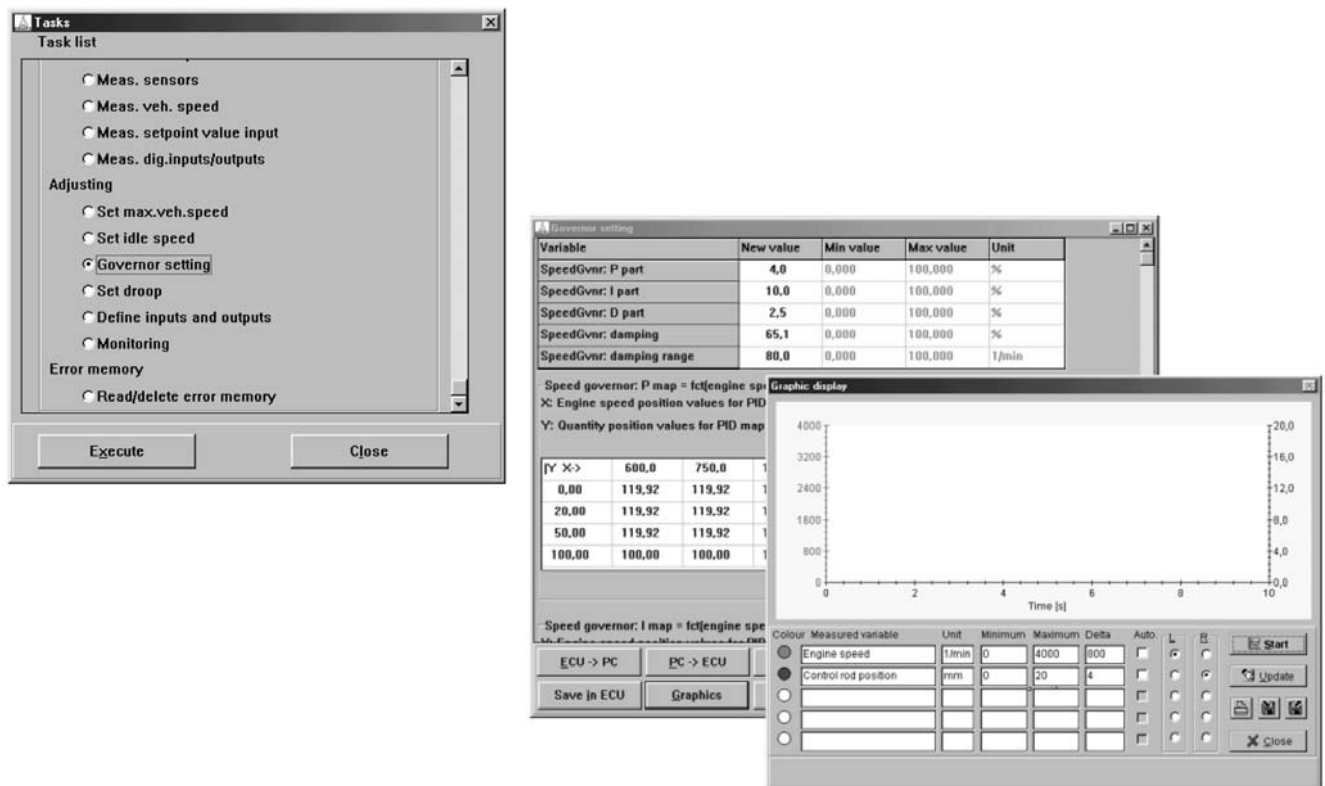 Tasks
Task list
Meas. sensors
Meas. veh. speed
Meas. setpoint value input
Meas. dig.inputs/outputs
Adjusting
Set max.veh.speed
Set idle speed
Governor setting
Set droop
Define inputs and outputs
Monitoring
Error memory
Read/delete error memory
Execute Close
Governor setting
Variable New value Min value Max value Unit
SpeedGvnr: P part 4,0 0,000 100,000 %
SpeedGvnr: I part 10,0 0,000 100,000 %
SpeedGvnr: D part 2,5 0,000 100,000 %
SpeedGvnr: damping 65,1 0,000 100,000 %
SpeedGvnr: damping range 80,0 0,000 100,000 1/min
Speed governor: P map = fct[engine
X: Engine speed position values for PID
Y: Quantity position values for PID map
Y X-> 600,0 750,0
0,00 119,92 119,92
20,00 119,92 119,92
50,00 119,92 119,92
100,00 100,00 100,00
Speed governor: I map = fct[engine
ECU -> PC PC -> ECU
Save in ECU Graphics
Graphic display
4000 20,0
3200 16,0
2400 12,0
1600 8,0
800 4,0
0 0,0
0 2 4 6 8 10
Time [s]
Colour Measured variable Unit Minimum Maximum Delta Auto. L R
Engine speed 1/min 0 4000 800
Control rod position mm 0 20 4
Start
Update
Close